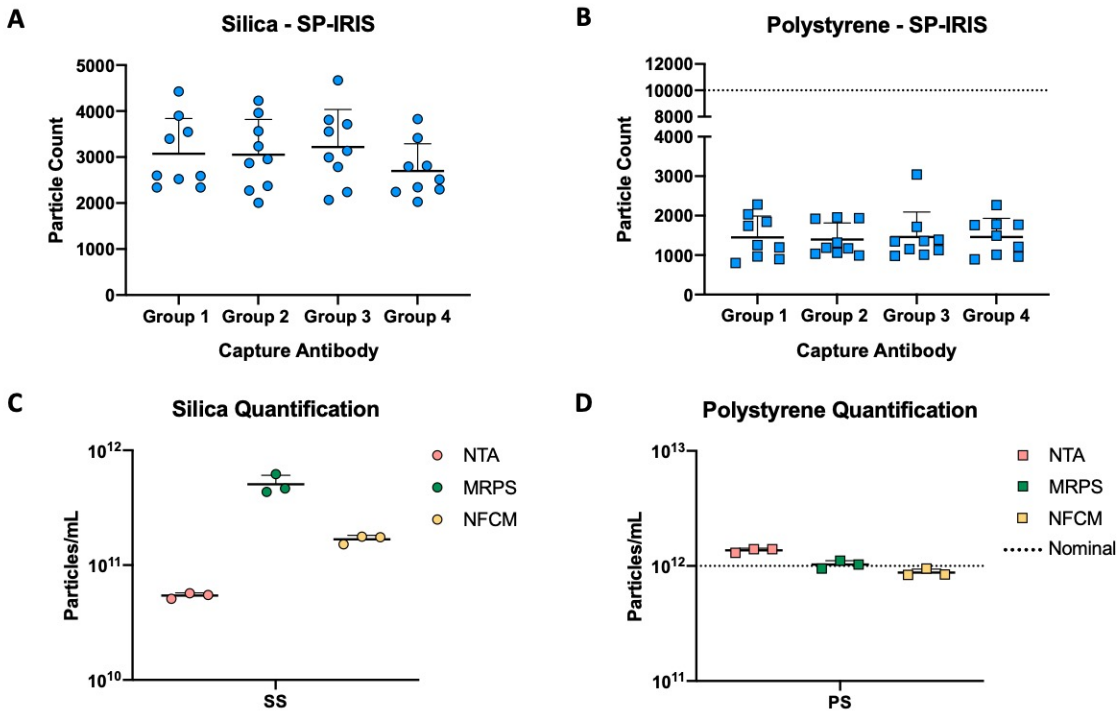 A
Silica - SP-IRIS
Particle Count
5000
4000
3000
2000
1000
0
Group 1 Group 2 Group 3 Group 4
Capture Antibody
B
Polystyrene - SP-IRIS
Particle Count
12000
10000
8000
4000
3000
2000
1000
0
Group 1 Group 2 Group 3 Group 4
Capture Antibody
C
Silica Quantification
Particles/mL
10¹²
10¹¹
10¹⁰
SS
NTA
MRPS
NFCM
D
Polystyrene Quantification
Particles/mL
10¹³
10¹²
10¹¹
PS
NTA
MRPS
NFCM
Nominal